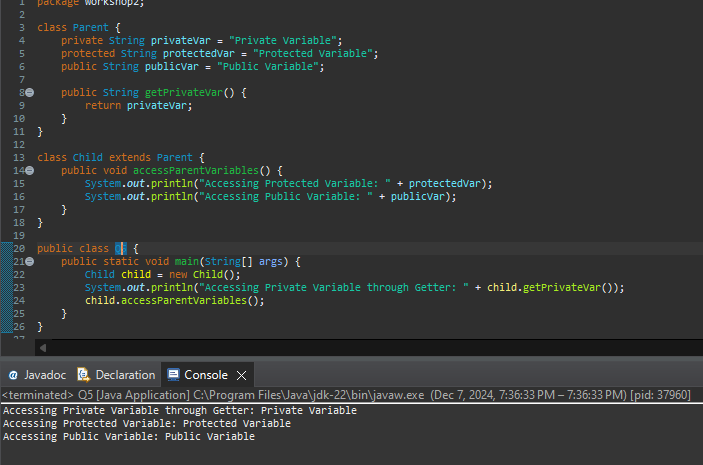 1 package workshop2;
2
3 class Parent {
4 private String privateVar = "Private Variable";
5 protected String protectedVar = "Protected Variable";
6 public String publicVar = "Public Variable";
7
8 public String getPrivateVar() {
9 return privateVar;
10 }
11 }
12
13 class Child extends Parent {
14 public void accessParentVariables() {
15 System.out.println("Accessing Protected Variable: " + protectedVar);
16 System.out.println("Accessing Public Variable: " + publicVar);
17 }
18 }
19
20 public class {
21 public static void main(String[] args) {
22 Child child = new Child();
23 System.out.println("Accessing Private Variable through Getter: " + child.getPrivateVar());
24 child.accessParentVariables();
25 }
26 }
27
@ Javadoc Declaration Console
<terminated> Q5 [Java Application] C:\Program Files\Java\jdk-22\bin\javaw.exe (Dec 7, 2024, 7:36:33 PM – 7:36:33 PM) [pid: 37960]
Accessing Private Variable through Getter: Private Variable
Accessing Protected Variable: Protected Variable
Accessing Public Variable: Public Variable